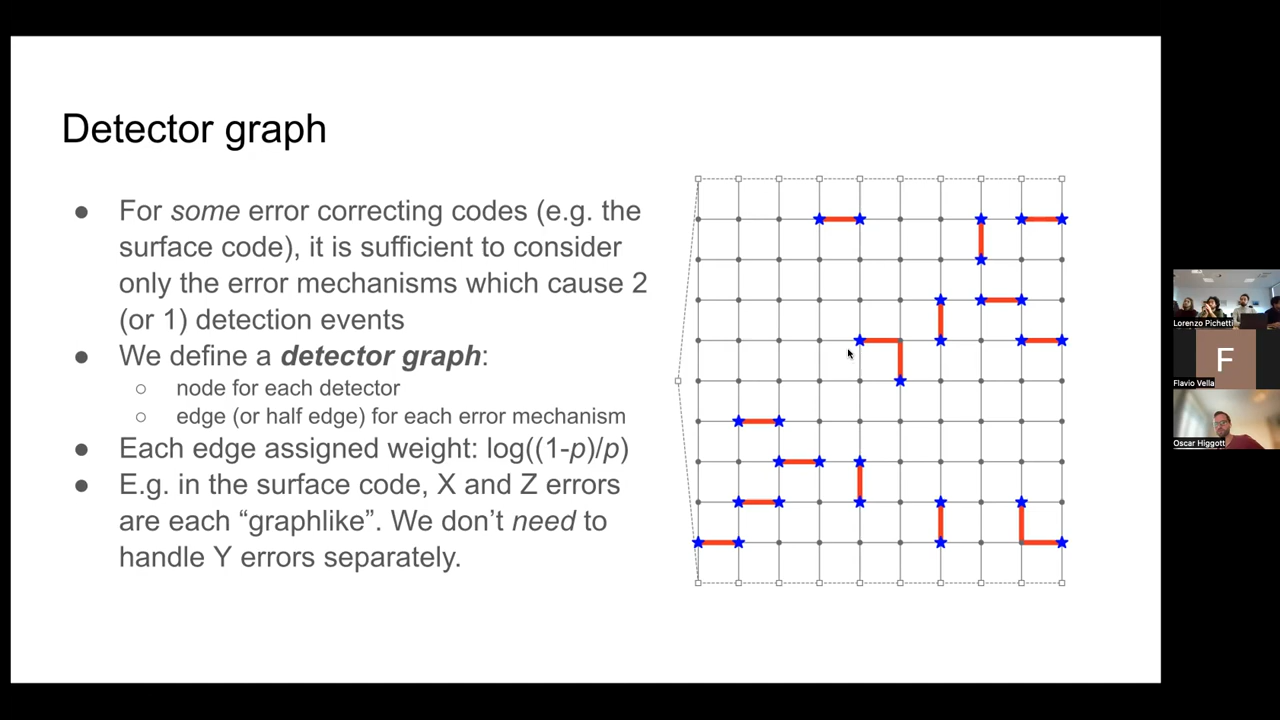 Detector graph
● For some error correcting codes (e.g. the
surface code), it is sufficient to consider
only the error mechanisms which cause 2
(or 1) detection events
● We define a detector graph:
○ node for each detector
○ edge (or half edge) for each error mechanism
● Each edge assigned weight: log((1-p)/p)
● E.g. in the surface code, X and Z errors
are each “graphlike”. We don’t need to
handle Y errors separately.
Lorenzo Pichetti
F
Flavio Vella
Oscar Higgott